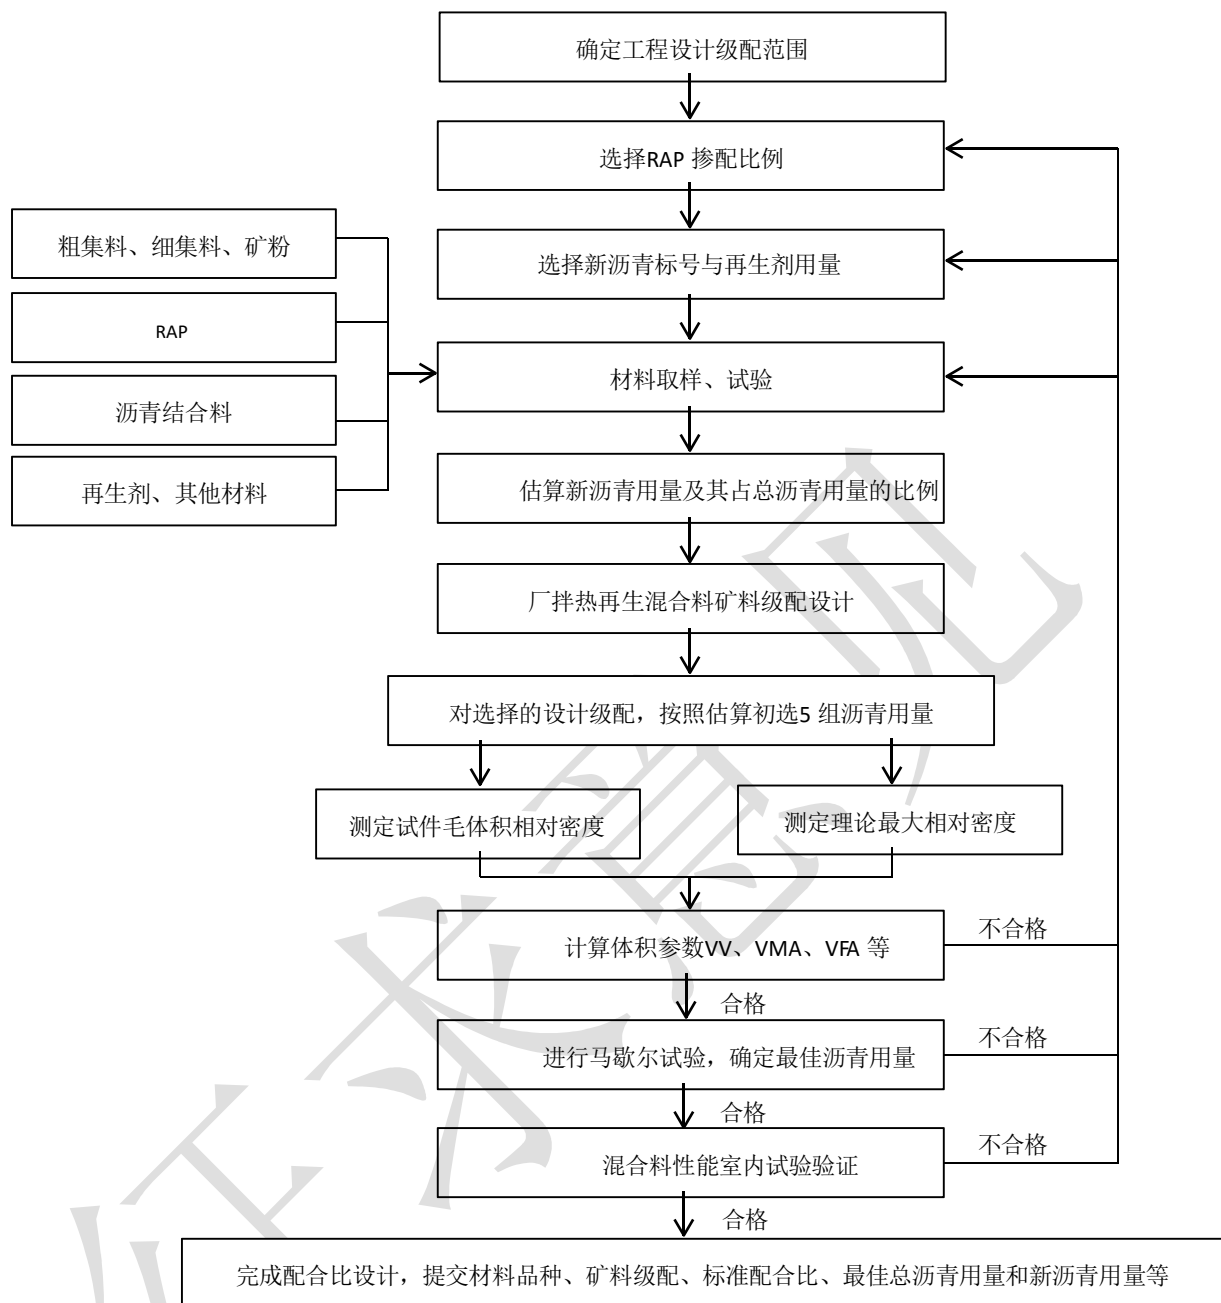 确定工程设计级配范围
选择RAP 掺配比例
粗集料、细集料、矿粉
选择新沥青标号与再生剂用量
RAP
材料取样、试验
沥青结合料
再生剂、其他材料
估算新沥青用量及其占总沥青用量的比例
厂拌热再生混合料矿料级配设计
对选择的设计级配，按照估算初选5 组沥青用量
测定试件毛体积相对密度
测定理论最大相对密度
计算体积参数VV、VMA、VFA 等
不合格
合格
进行马歇尔试验，确定最佳沥青用量
不合格
合格
混合料性能室内试验验证
不合格
合格
完成配合比设计，提交材料品种、矿料级配、标准配合比、最佳总沥青用量和新沥青用量等
征求意见